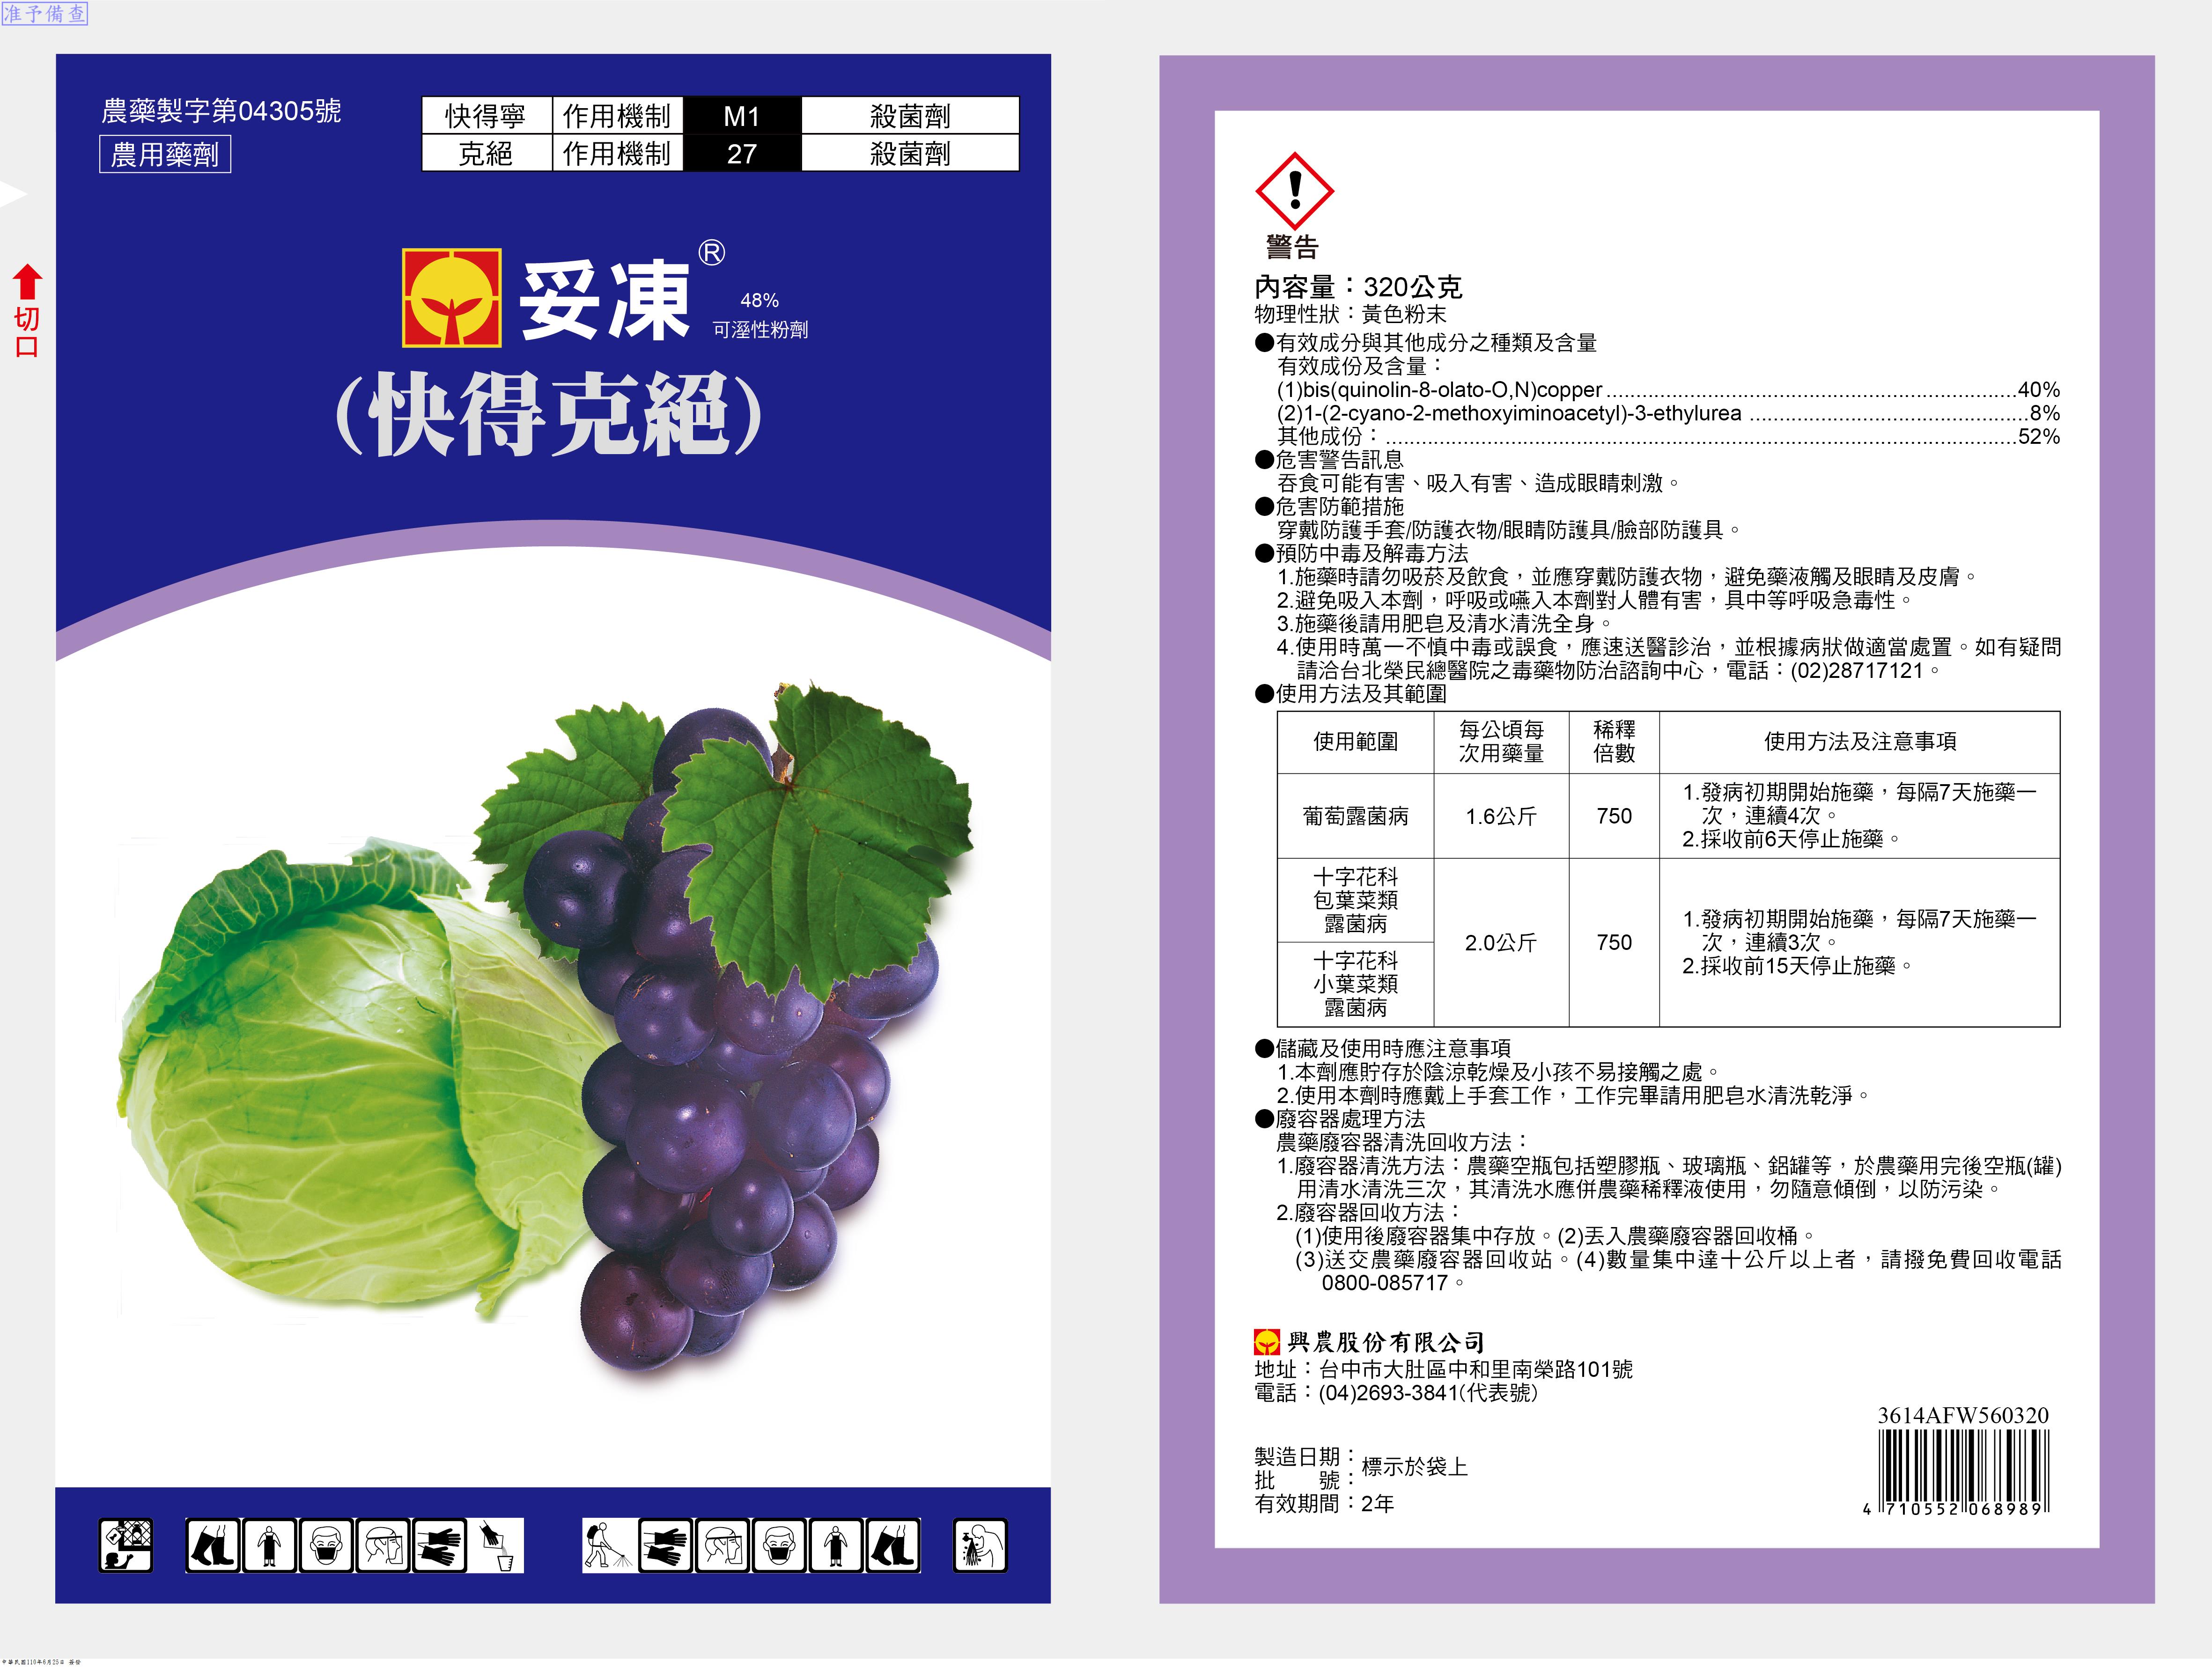 准予備查
農藥製字第04305號
農用藥劑
快得寧 作用機制 M1 殺菌劑
克絕 作用機制 27 殺菌劑
切口
妥凍®
48%
可溼性粉劑
(快得克絕)
警告
內容量：320公克
物理性狀：黃色粉末
●有效成分與其他成分之種類及含量
有效成份及含量：
(1)bis(quinolin-8-olato-O,N)copper......40%
(2)1-(2-cyano-2-methoxyiminoacetyl)-3-ethylurea ......8%
其他成份：......52%
●危害警告訊息
吞食可能有害、吸入有害、造成眼睛刺激。
●危害防範措施
穿戴防護手套/防護衣物/眼睛防護具/臉部防護具。
●預防中毒及解毒方法
1.施藥時請勿吸菸及飲食，並應穿戴防護衣物，避免藥液觸及眼睛及皮膚。
2.避免吸入本劑，呼吸或嚥入本劑對人體有害，具中等呼吸急毒性。
3.施藥後請用肥皂及清水清洗全身。
4.使用時萬一不慎中毒或誤食，應速送醫診治，並根據病狀做適當處置。如有疑問
請洽台北榮民總醫院之毒藥物防治諮詢中心，電話：(02)28717121。
●使用方法及其範圍
使用範圍 每公頃每 稀釋 使用方法及注意事項
次用藥量 倍數
葡萄露菌病 1.6公斤 750 1.發病初期開始施藥，每隔7天施藥一
次，連續4次。
2.採收前6天停止施藥。
十字花科
包葉菜類
露菌病
2.0公斤 750 1.發病初期開始施藥，每隔7天施藥一
次，連續3次。
2.採收前15天停止施藥。
十字花科
小葉菜類
露菌病
●儲藏及使用時應注意事項
1.本劑應貯存於陰涼乾燥及小孩不易接觸之處。
2.使用本劑時應戴上手套工作，工作完畢請用肥皂水清洗乾淨。
●廢容器處理方法
農藥廢容器清洗回收方法：
1.廢容器清洗方法：農藥空瓶包括塑膠瓶、玻璃瓶、鋁罐等，於農藥用完後空瓶(罐)
用清水清洗三次，其清洗水應併農藥稀釋液使用，勿隨意傾倒，以防污染。
2.廢容器回收方法：
(1)使用後廢容器集中存放。(2)丟入農藥廢容器回收桶。
(3)送交農藥廢容器回收站。(4)數量集中達十公斤以上者，請撥免費回收電話
0800-085717。
興農股份有限公司
地址：台中市大肚區中和里南榮路101號
電話：(04)2693-3841(代表號)
3614AFW560320
製造日期：標示於袋上
批　　號：
有效期間：2年
4 710552 068989
中華民國110年6月25日 簽發